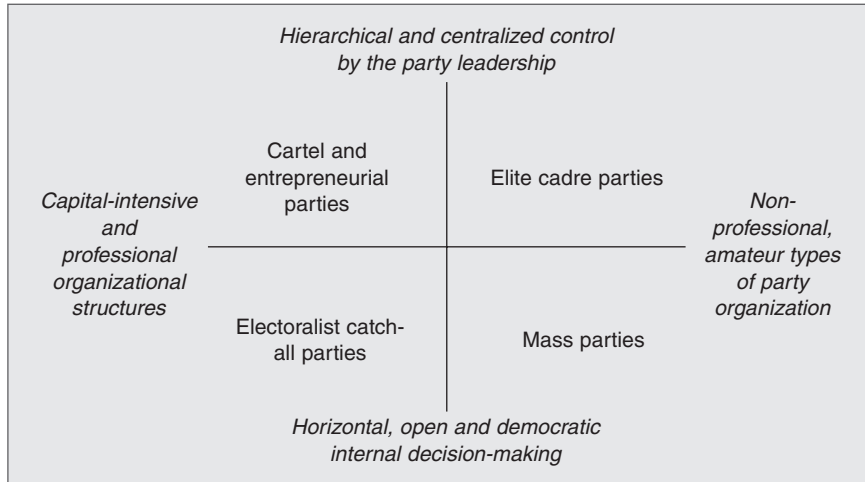 Hierarchical and centralized control
by the party leadership
Cartel and
entrepreneurial
parties
Elite cadre parties
Capital-intensive
and
professional
organizational
structures
Non-
professional,
amateur types
of party
organization
Electoralist catch-
all parties
Mass parties
Horizontal, open and democratic
internal decision-making